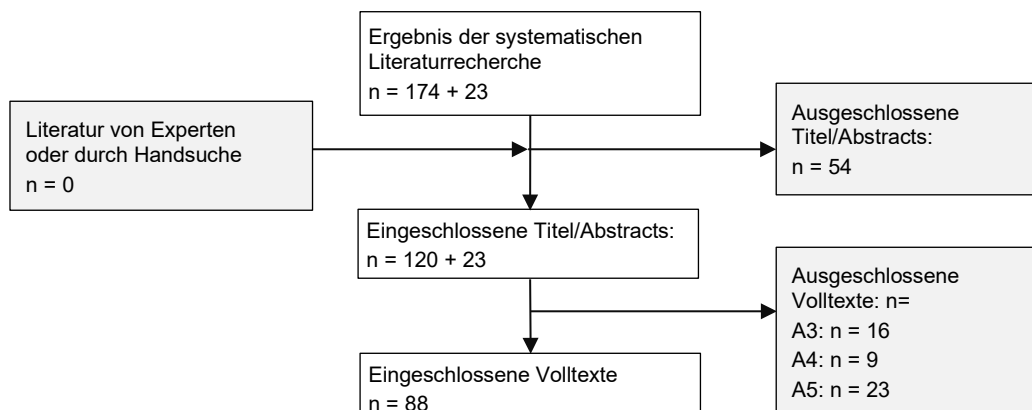 Ergebnis der systematischen
Literaturrecherche
n = 174 + 23
Literatur von Experten
oder durch Handsuche
n = 0
Ausgeschlossene
Titel/Abstracts:
n = 54
Eingeschlossene Titel/Abstracts:
n = 120 + 23
Ausgeschlossene
Volltexte: n=
A3: n = 16
A4: n = 9
A5: n = 23
Eingeschlossene Volltexte
n = 88